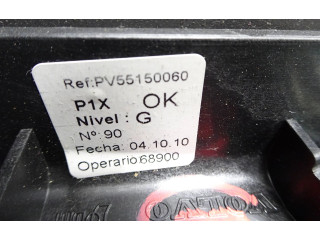 Ref:PV55150060
P1X OK
Nivel : G
Nº 90
Fecha: 04.10.10
Operario 68900